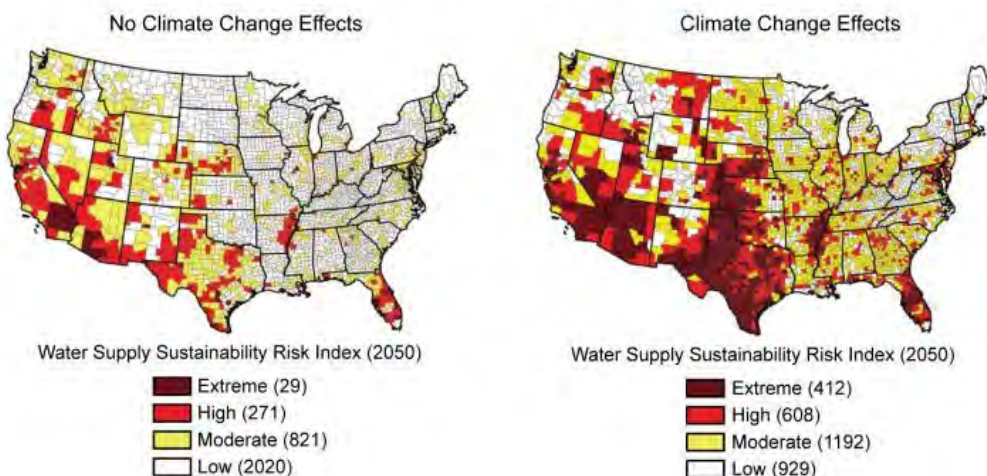 No Climate Change Effects
Water Supply Sustainability Risk Index (2050)
Extreme (29)
High (271)
Moderate (821)
Low (2020)
Climate Change Effects
Water Supply Sustainability Risk Index (2050)
Extreme (412)
High (608)
Moderate (1192)
Low (929)